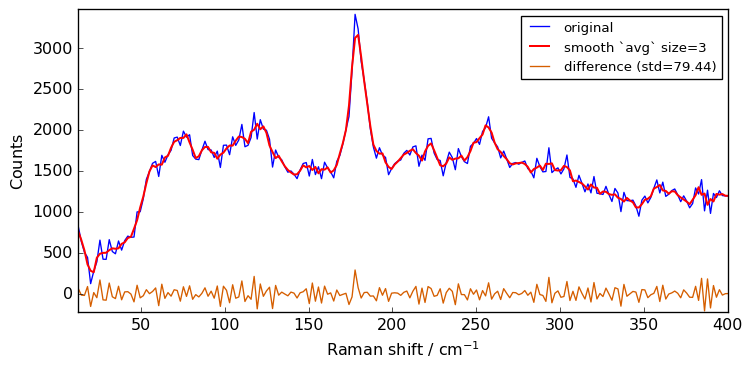 original
smooth `avg` size=3
difference (std=79.44)
Counts
3000
2500
2000
1500
1000
500
0
50 100 150 200 250 300 350 400
Raman shift / cm⁻¹